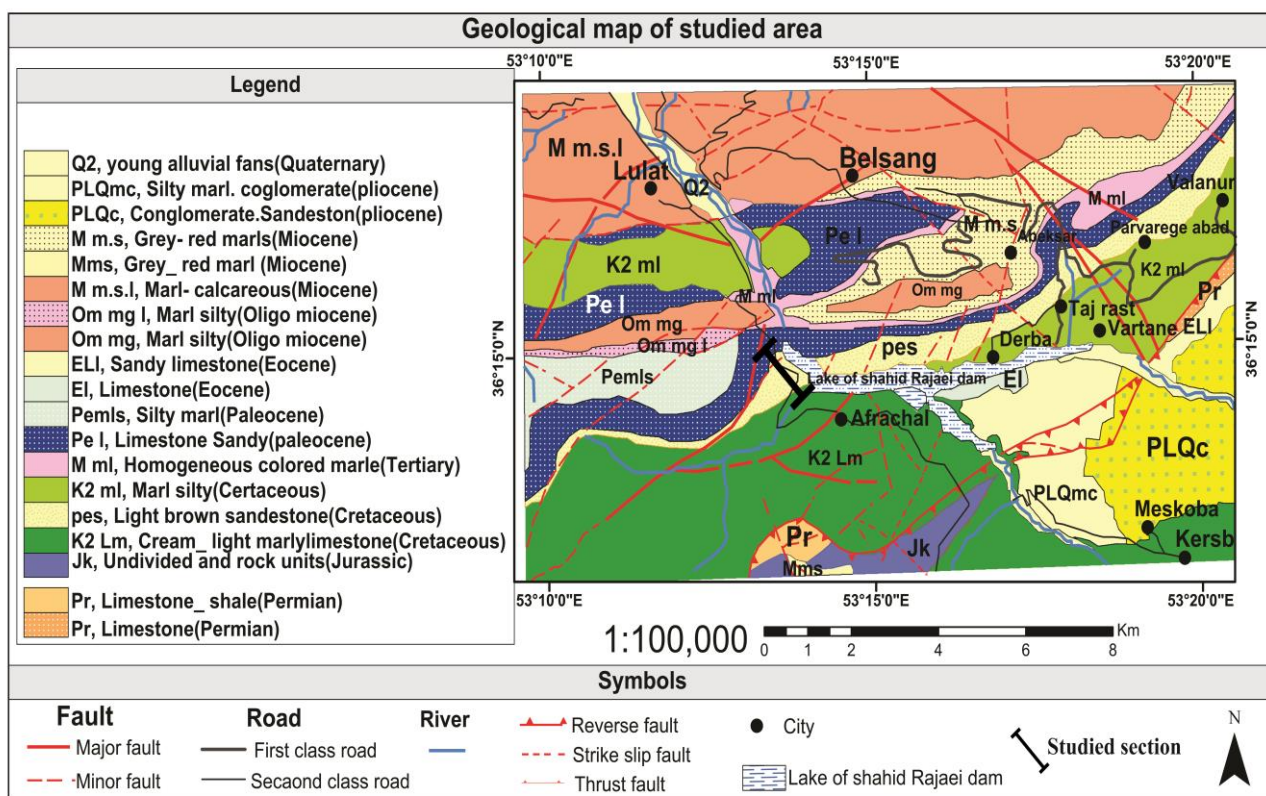 Geological map of studied area
Legend
Q2, young alluvial fans(Quaternary)
PLQmc, Silty marl. coglomerate(pliocene)
PLQc, Conglomerate.Sandeston(pliocene)
M m.s, Grey- red marls(Miocene)
Mms, Grey_ red marl (Miocene)
M m.s.l, Marl- calcareous(Miocene)
Om mg l, Marl silty(Oligo miocene)
Om mg, Marl silty(Oligo miocene)
ELI, Sandy limestone(Eocene)
El, Limestone(Eocene)
Pemls, Silty marl(Paleocene)
Pe l, Limestone Sandy(paleocene)
M ml, Homogeneous colored marle(Tertiary)
K2 ml, Marl silty(Certaceous)
pes, Light brown sandestone(Cretaceous)
K2 Lm, Cream_ light marlylimestone(Cretaceous)
Jk, Undivided and rock units(Jurassic)
Pr, Limestone_ shale(Permian)
Pr, Limestone(Permian)
53°10'0"E 53°15'0"E 53°20'0"E
M m.s.l
Lulat
Q2
Belsang
M ml
Valanur
Pe l
M m.s
Abeksar
Parvarege abad
K2 ml
K2 ml
Pe l
M ml
Om mg
Pr
Om mg
Taj rast
Vartane ELI
Om mg l
pes
Derba
36°15'0"N
36°15'0"N
Pemls
Lake of shahid Rajaei dam
El
Afrachal
K2 Lm
PLQc
PLQmc
Meskoba
Pr
Jk
Kersb
Mms
53°10'0"E 53°15'0"E 53°20'0"E
1:100,000
Km
0 1 2 4 6 8
Symbols
Fault
Major fault
Minor fault
Road
First class road
Secaond class road
River
Reverse fault
Strike slip fault
Thrust fault
City
Lake of shahid Rajaei dam
Studied section
N